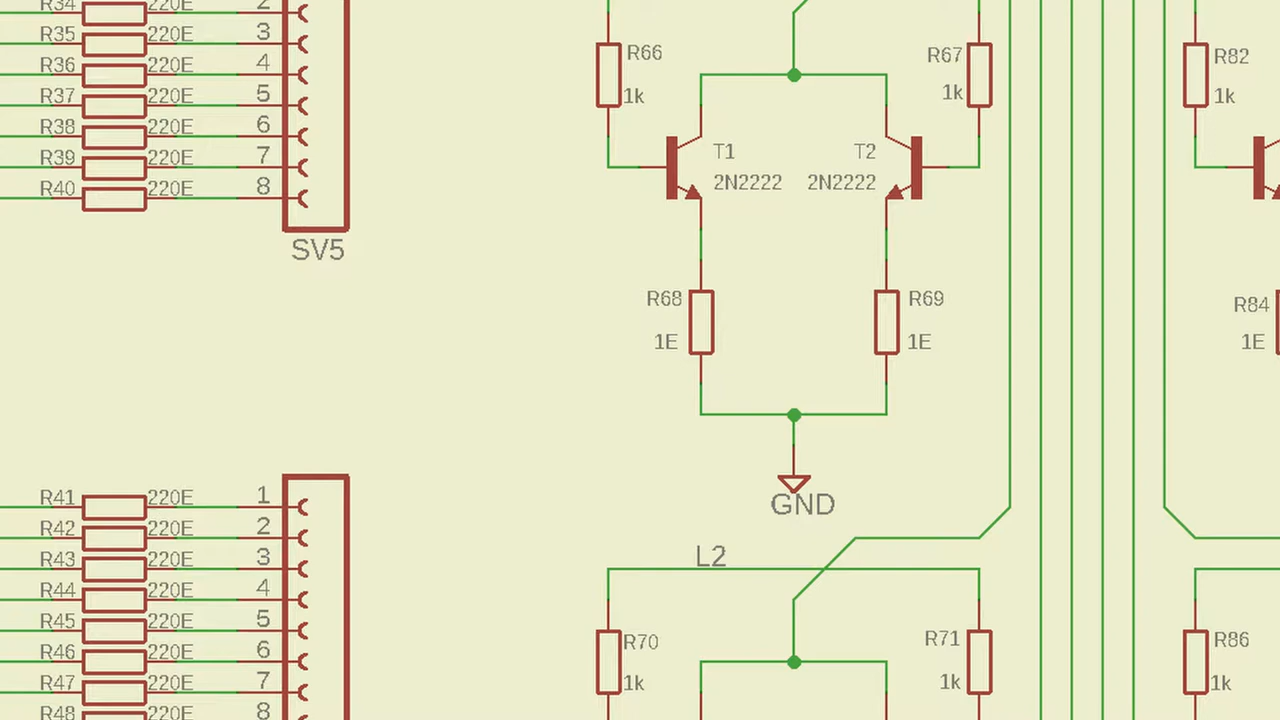 R34 220E 2
R35 220E 3
R36 220E 4
R37 220E 5
R38 220E 6
R39 220E 7
R40 220E 8
SV5
R66
1k
R67
1k
R82
1k
T1
2N2222
T2
2N2222
R68
1E
R69
1E
R84
1E
GND
R41 220E 1
R42 220E 2
R43 220E 3
R44 220E 4
R45 220E 5
R46 220E 6
R47 220E 7
R48 220E 8
L2
R70
1k
R71
1k
R86
1k